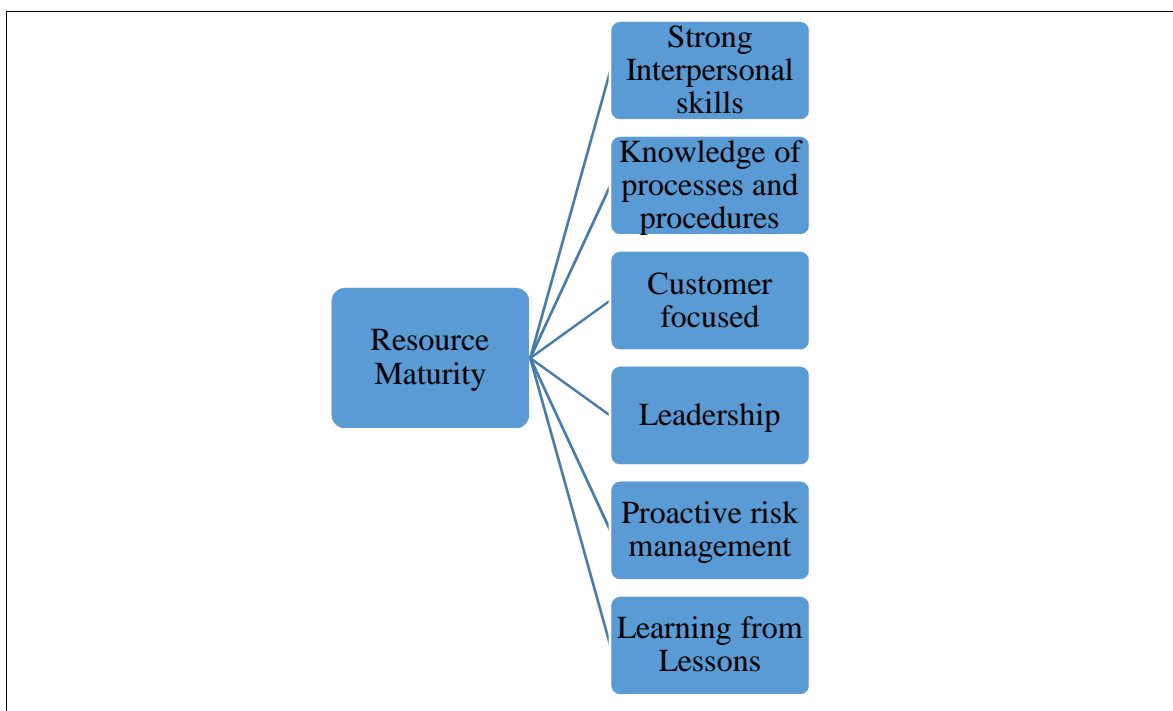 Strong
Interpersonal
skills
Knowledge of
processes and
procedures
Customer
focused
Resource
Maturity
Leadership
Proactive risk
management
Learning from
Lessons